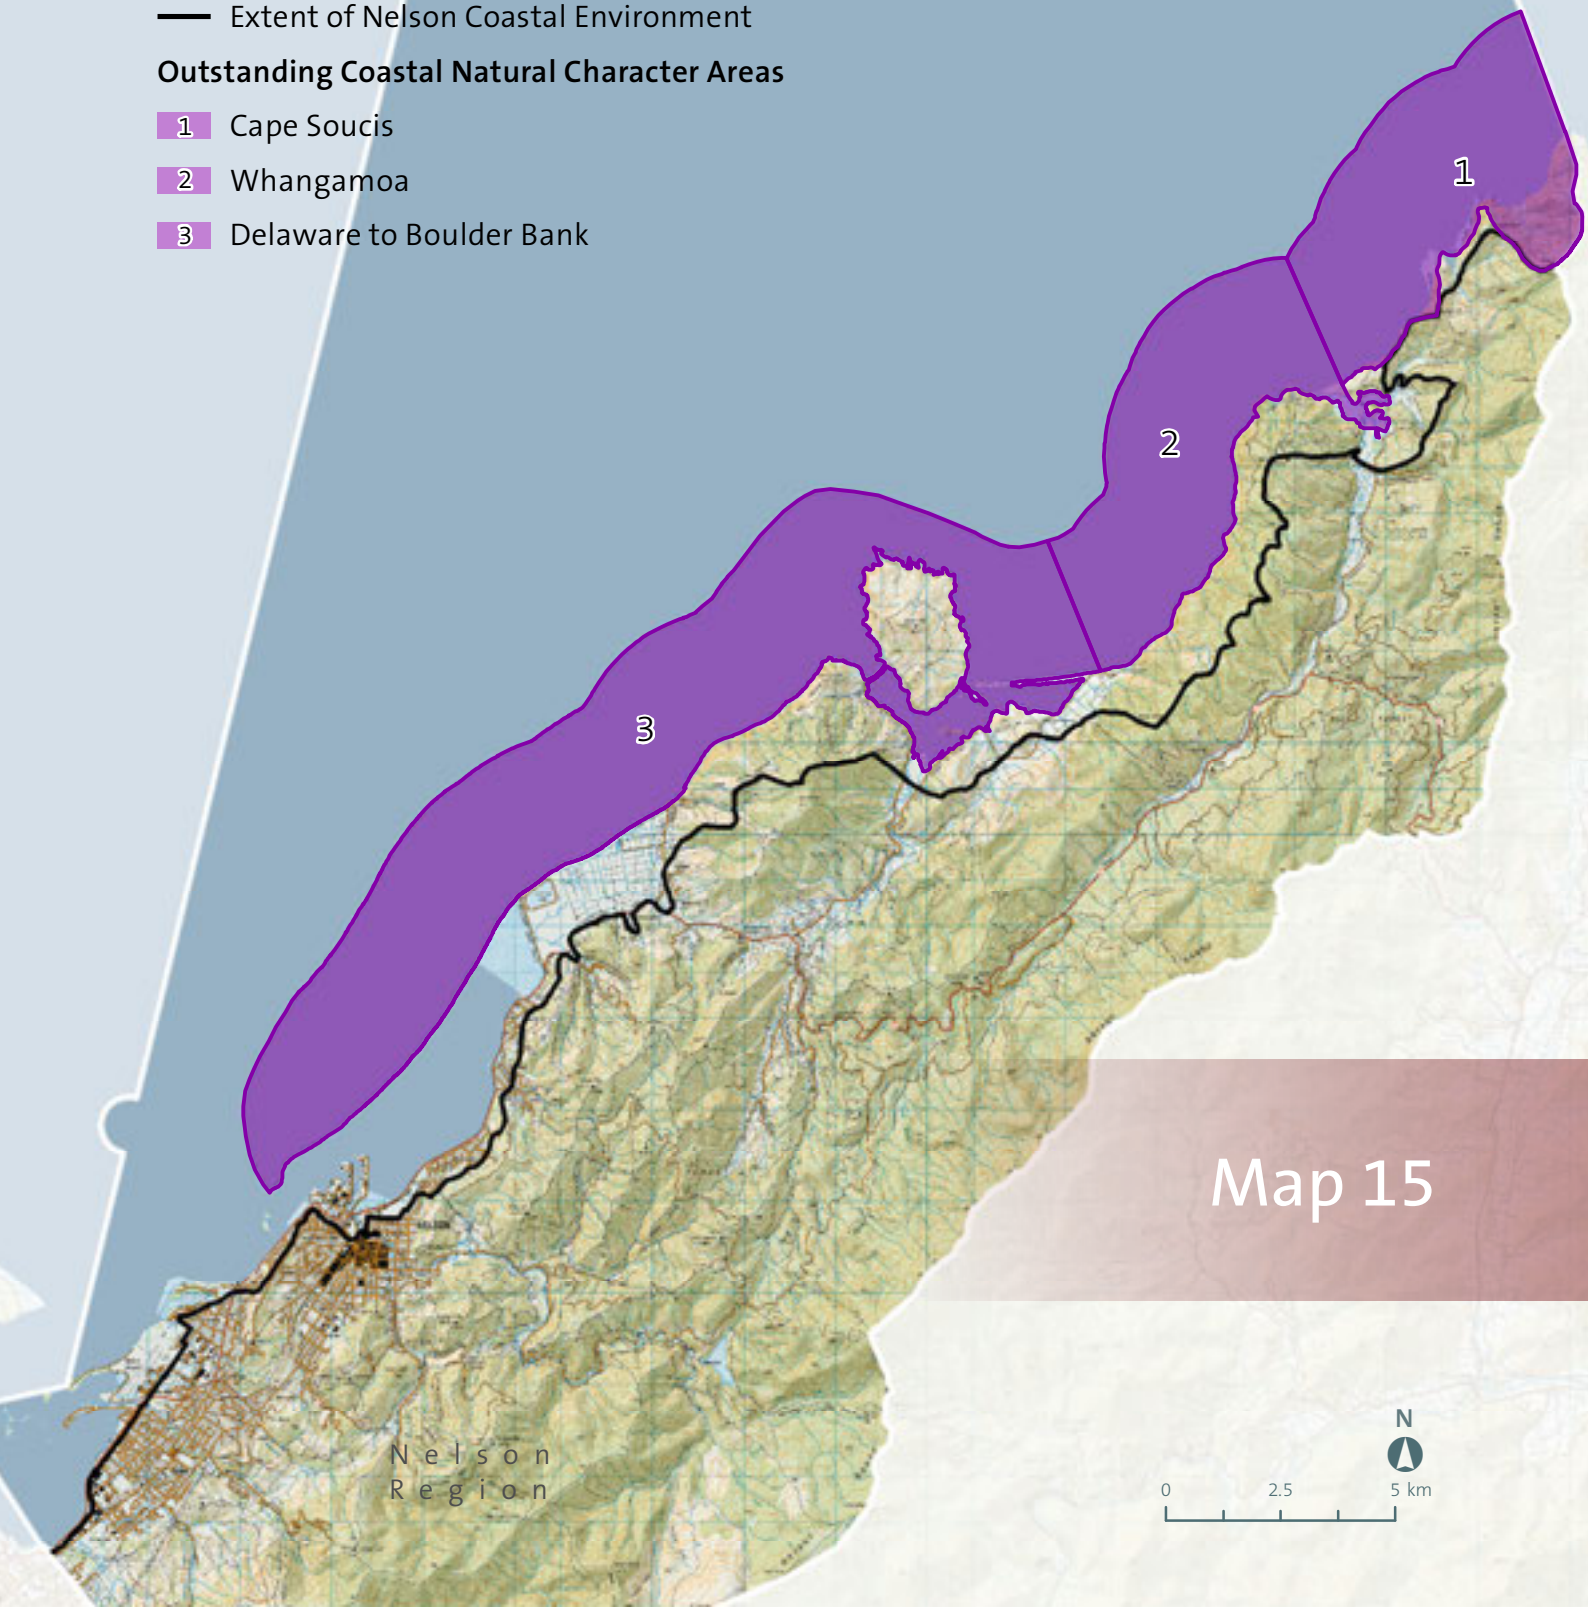 Extent of Nelson Coastal Environment
Outstanding Coastal Natural Character Areas
1 Cape Soucis
2 Whangamoa
3 Delaware to Boulder Bank
1
2
3
Map 15
Nelson
Region
N
0 2.5 5 km